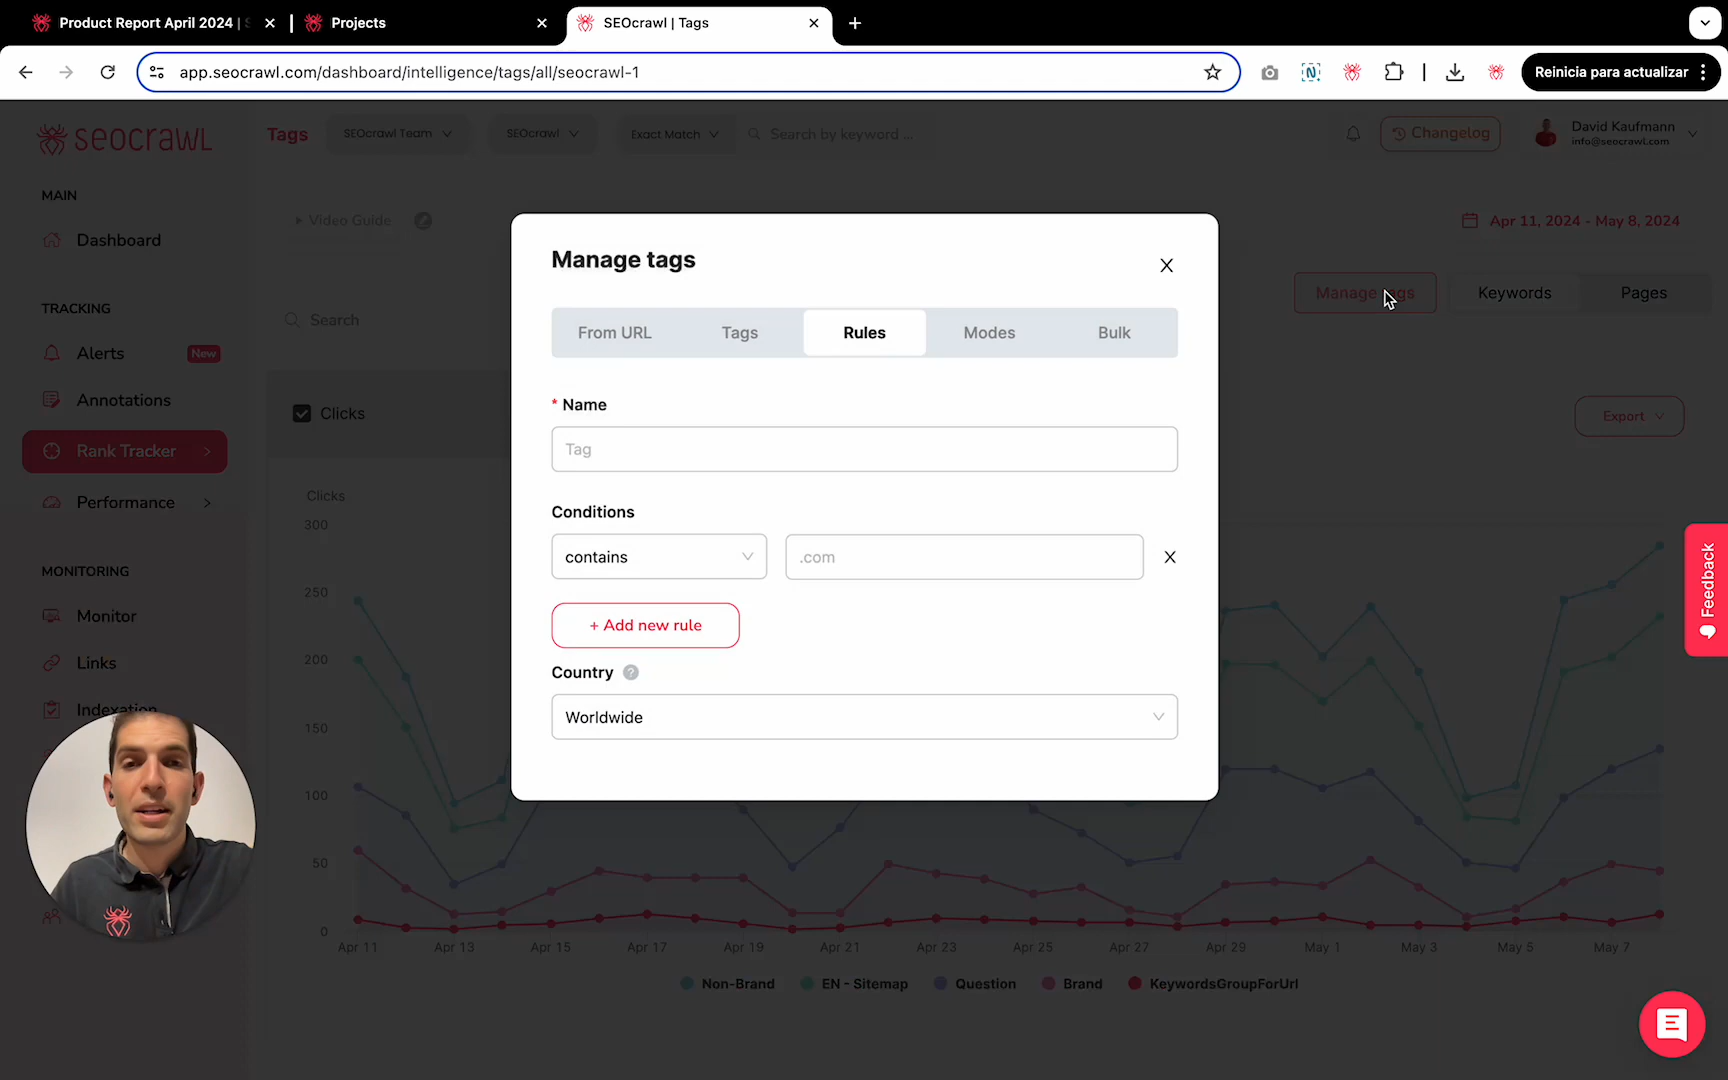 Product Report April 2024 | S
Projects
SEOcrawl | Tags
app.seocrawl.com/dashboard/intelligence/tags/all/seocrawl-1
Reinicia para actualizar
seocrawl
Tags
SEOcrawl Team
SEOcrawl
Exact Match
Search by keyword ...
Changelog
David Kaufmann
info@seocrawl.com
MAIN
Dashboard
TRACKING
Alerts
New
Annotations
Rank Tracker
Performance
MONITORING
Monitor
Links
Indexation
Video Guide
Apr 11, 2024 - May 8, 2024
Manage tags
Keywords
Pages
Search
Clicks
Export
Manage tags
From URL
Tags
Rules
Modes
Bulk
* Name
Tag
Conditions
contains
.com
+ Add new rule
Country ?
Worldwide
Feedback
Clicks
300
250
200
150
100
50
0
Apr 11
Apr 13
Apr 15
Apr 17
Apr 19
Apr 21
Apr 23
Apr 25
Apr 27
Apr 29
May 1
May 3
May 5
May 7
Non-Brand
EN - Sitemap
Question
Brand
KeywordsGroupForUrl